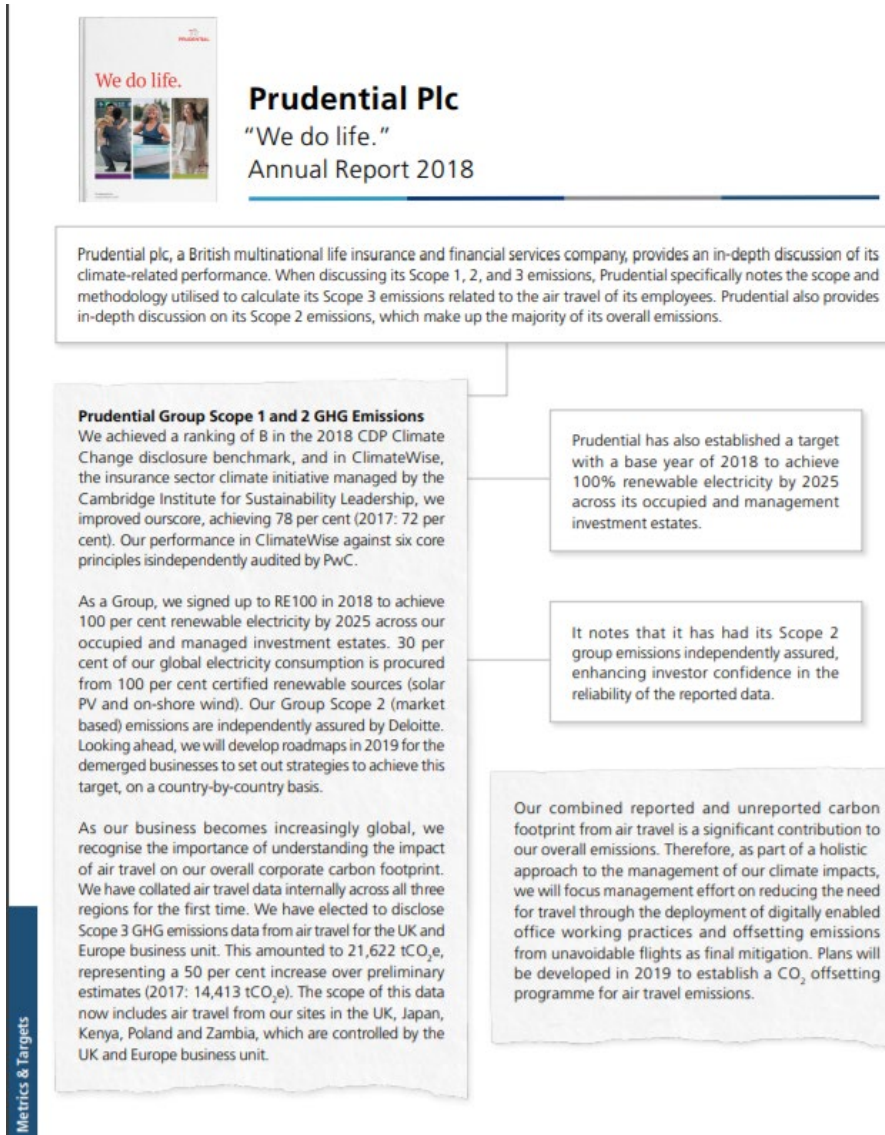 PRUDENTIAL
We do life.
Prudential Plc
“We do life.”
Annual Report 2018
Prudential plc, a British multinational life insurance and financial services company, provides an in-depth discussion of its
climate-related performance. When discussing its Scope 1, 2, and 3 emissions, Prudential specifically notes the scope and
methodology utilised to calculate its Scope 3 emissions related to the air travel of its employees. Prudential also provides
in-depth discussion on its Scope 2 emissions, which make up the majority of its overall emissions.
Prudential Group Scope 1 and 2 GHG Emissions
We achieved a ranking of B in the 2018 CDP Climate
Change disclosure benchmark, and in ClimateWise,
the insurance sector climate initiative managed by the
Cambridge Institute for Sustainability Leadership, we
improved ourscore, achieving 78 per cent (2017: 72 per
cent). Our performance in ClimateWise against six core
principles isindependently audited by PwC.
As a Group, we signed up to RE100 in 2018 to achieve
100 per cent renewable electricity by 2025 across our
occupied and managed investment estates. 30 per
cent of our global electricity consumption is procured
from 100 per cent certified renewable sources (solar
PV and on-shore wind). Our Group Scope 2 (market
based) emissions are independently assured by Deloitte.
Looking ahead, we will develop roadmaps in 2019 for the
demerged businesses to set out strategies to achieve this
target, on a country-by-country basis.
As our business becomes increasingly global, we
recognise the importance of understanding the impact
of air travel on our overall corporate carbon footprint.
We have collated air travel data internally across all three
regions for the first time. We have elected to disclose
Scope 3 GHG emissions data from air travel for the UK and
Europe business unit. This amounted to 21,622 tCO₂e,
representing a 50 per cent increase over preliminary
estimates (2017: 14,413 tCO₂e). The scope of this data
now includes air travel from our sites in the UK, Japan,
Kenya, Poland and Zambia, which are controlled by the
UK and Europe business unit.
Prudential has also established a target
with a base year of 2018 to achieve
100% renewable electricity by 2025
across its occupied and management
investment estates.
It notes that it has had its Scope 2
group emissions independently assured,
enhancing investor confidence in the
reliability of the reported data.
Our combined reported and unreported carbon
footprint from air travel is a significant contribution to
our overall emissions. Therefore, as part of a holistic
approach to the management of our climate impacts,
we will focus management effort on reducing the need
for travel through the deployment of digitally enabled
office working practices and offsetting emissions
from unavoidable flights as final mitigation. Plans will
be developed in 2019 to establish a CO₂ offsetting
programme for air travel emissions.
Metrics & Targets